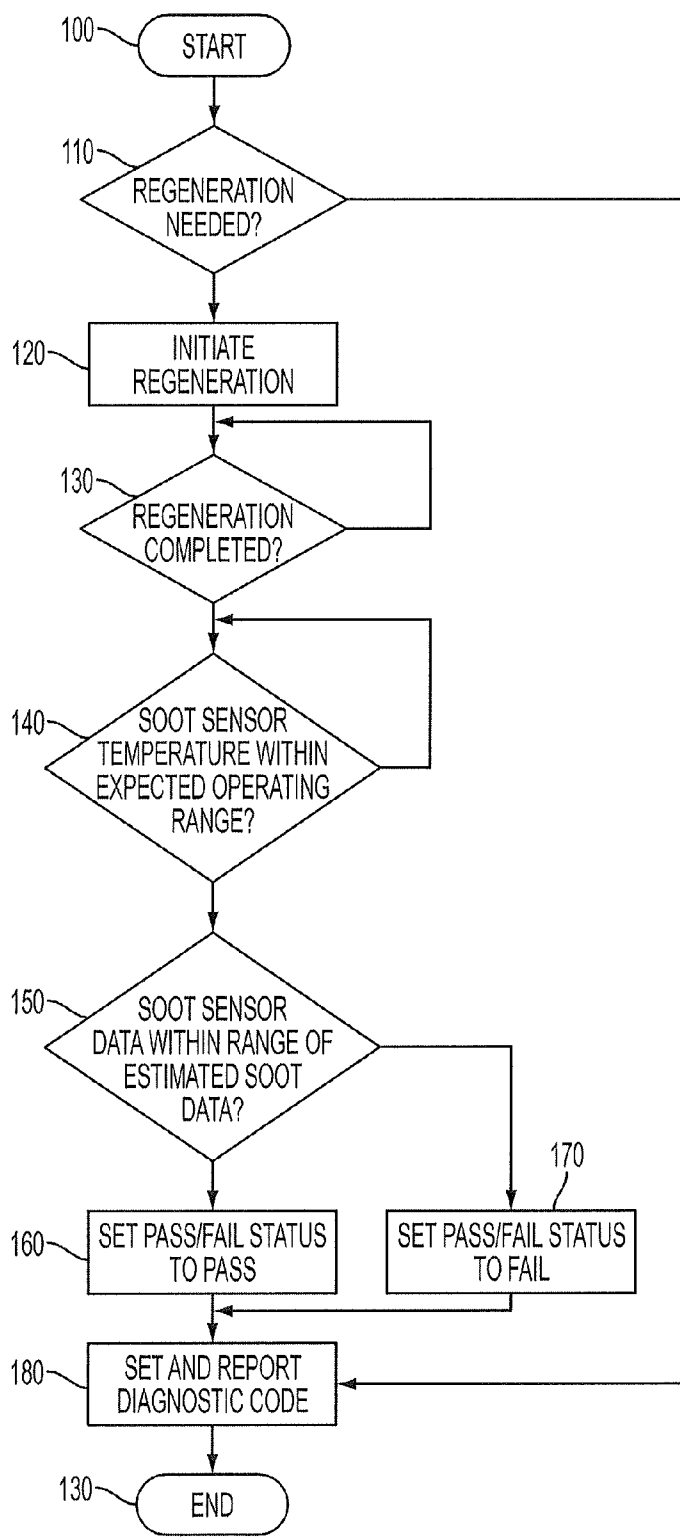 100
START
110
REGENERATION
NEEDED?
120
INITIATE
REGENERATION
130
REGENERATION
COMPLETED?
140
SOOT SENSOR
TEMPERATURE WITHIN
EXPECTED OPERATING
RANGE?
150
SOOT SENSOR
DATA WITHIN RANGE OF
ESTIMATED SOOT
DATA?
160
SET PASS/FAIL STATUS
TO PASS
170
SET PASS/FAIL STATUS
TO FAIL
180
SET AND REPORT
DIAGNOSTIC CODE
130
END